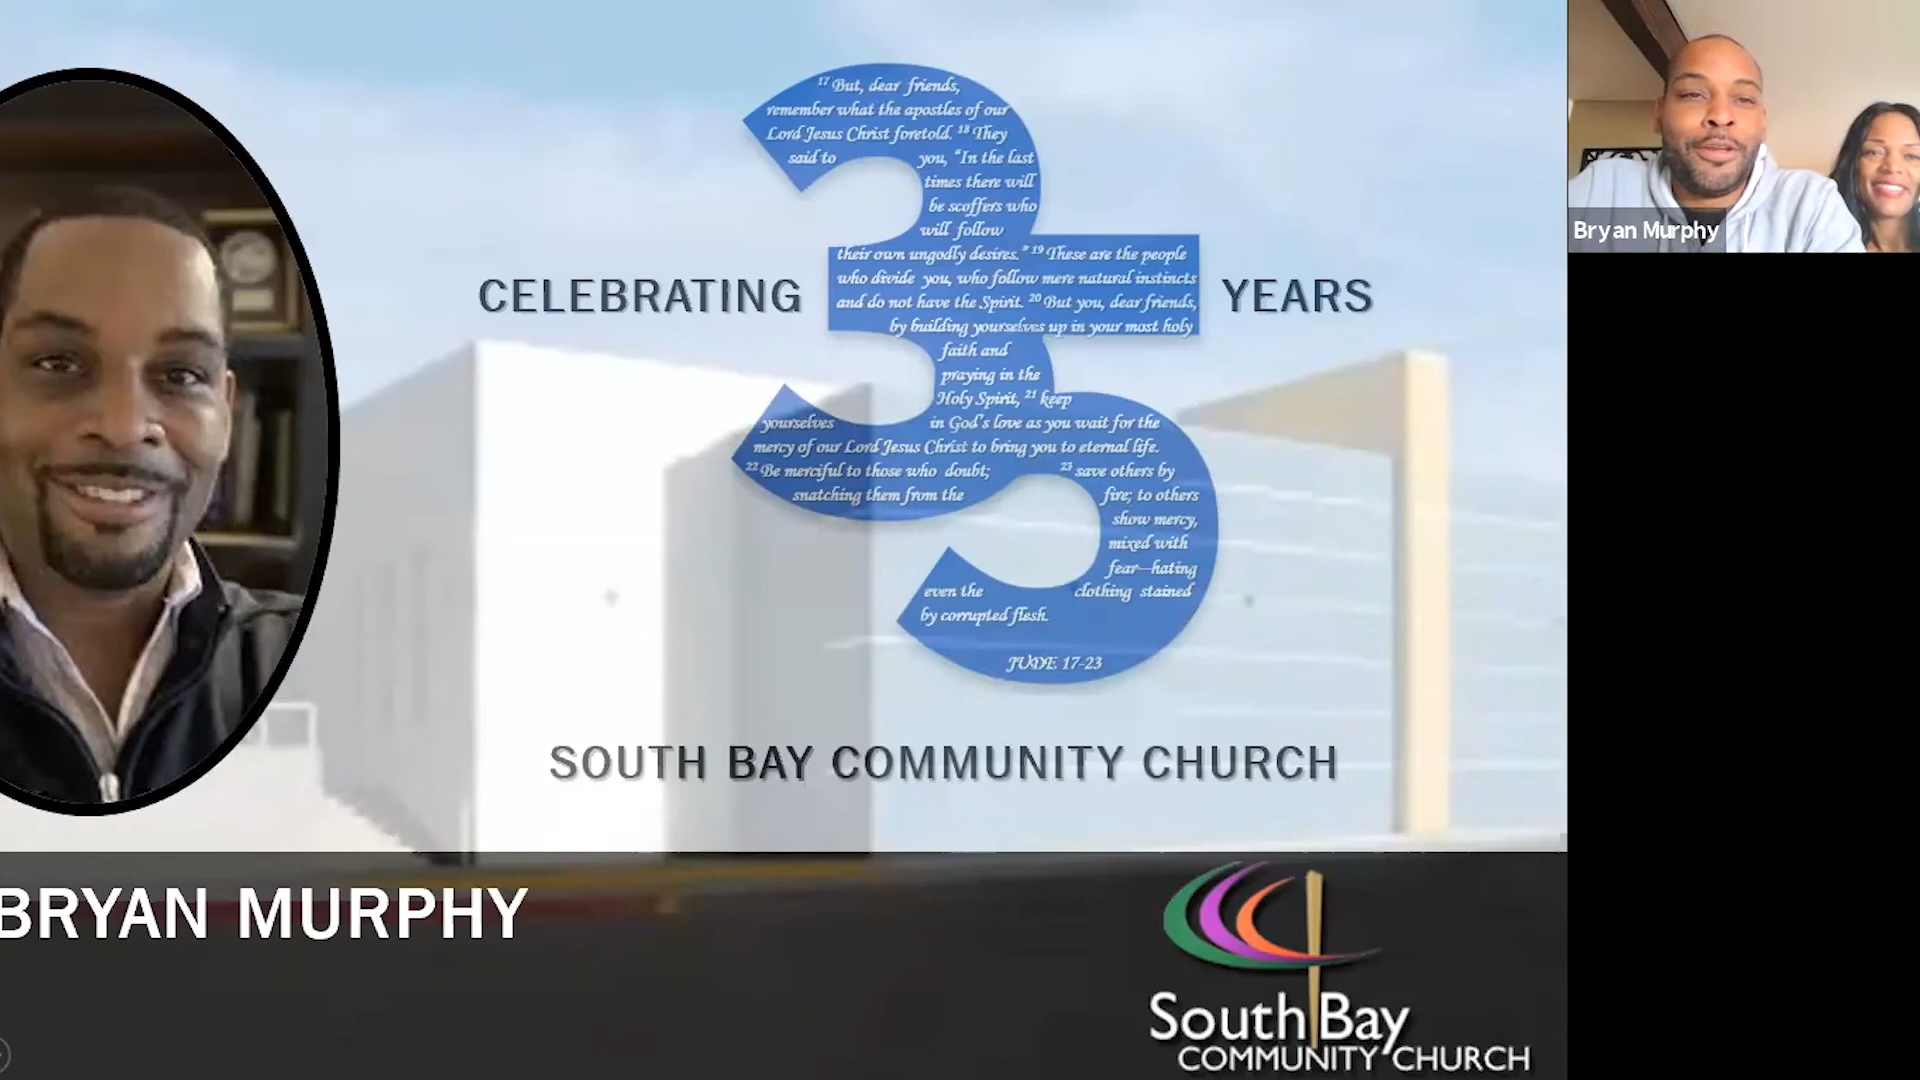 17 But, dear friends,
remember what the apostles of our
Lord Jesus Christ foretold. 18 They
said to you, "In the last
times there will
be scoffers who
will follow
their own ungodly desires." 19 These are the people
who divide you, who follow mere natural instincts
and do not have the Spirit. 20 But you, dear friends,
by building yourselves up in your most holy
faith and
praying in the
Holy Spirit, 21 keep
yourselves in God's love as you wait for the
mercy of our Lord Jesus Christ to bring you to eternal life.
22 Be merciful to those who doubt; 23 save others by
snatching them from the fire; to others
show mercy,
mixed with
fear—hating
even the clothing stained
by corrupted flesh.
JUDE 17-23
CELEBRATING YEARS
SOUTH BAY COMMUNITY CHURCH
BRYAN MURPHY
South Bay
COMMUNITY CHURCH
Bryan Murphy